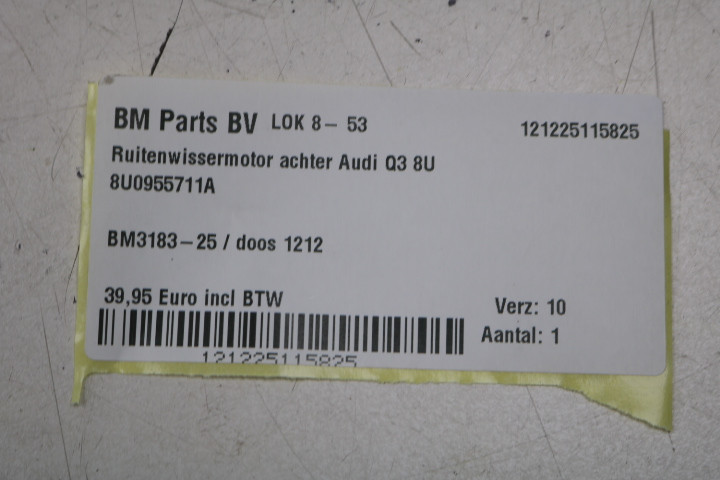 BM Parts BV LOK 8- 53 121225115825
Ruitenwissermotor achter Audi Q3 8U
8U0955711A
BM3183-25 / doos 1212
39,95 Euro incl BTW
Verz: 10
Aantal: 1
121225115825